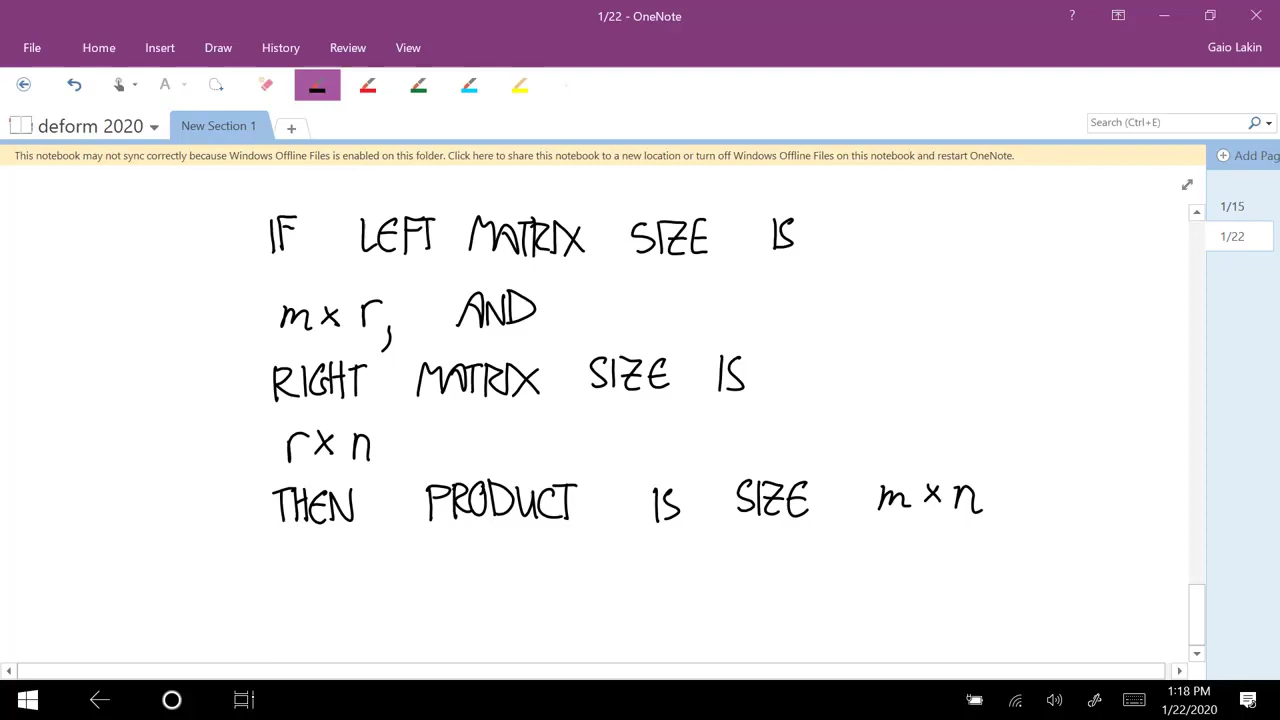 1/22 - OneNote
?
File Home Insert Draw History Review View
Gaio Lakin
A
deform 2020
New Section 1
+
Search (Ctrl+E)
This notebook may not sync correctly because Windows Offline Files is enabled on this folder. Click here to share this notebook to a new location or turn off Windows Offline Files on this notebook and restart OneNote.
Add Pag
1/15
1/22
IF LEFT MATRIX SIZE IS
m × r, AND
RIGHT MATRIX SIZE IS
r × n
THEN PRODUCT IS SIZE m × n
1:18 PM
1/22/2020